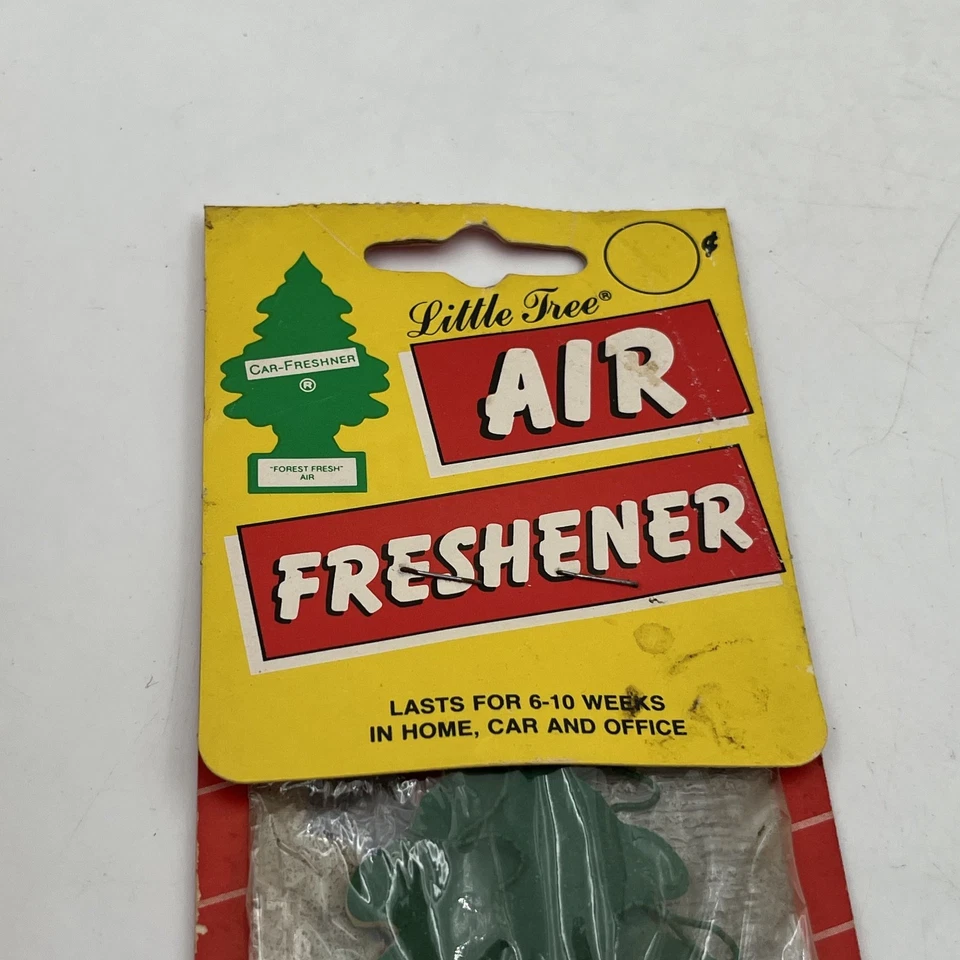 ¢
Little Tree®
AIR
FRESHENER
CAR-FRESHNER
®
"FOREST FRESH"
AIR
LASTS FOR 6-10 WEEKS
IN HOME, CAR AND OFFICE